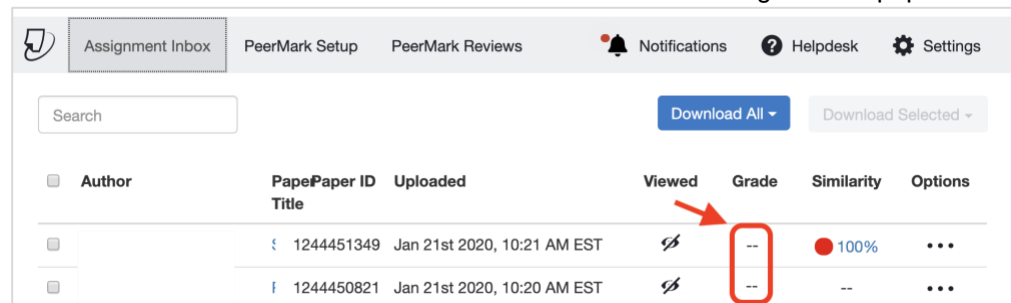 Assignment Inbox PeerMark Setup PeerMark Reviews Notifications Helpdesk Settings
Search Download All Download Selected
Author Paper Title Paper ID Uploaded Viewed Grade Similarity Options
1244451349 Jan 21st 2020, 10:21 AM EST -- 100% •••
1244450821 Jan 21st 2020, 10:20 AM EST -- -- •••